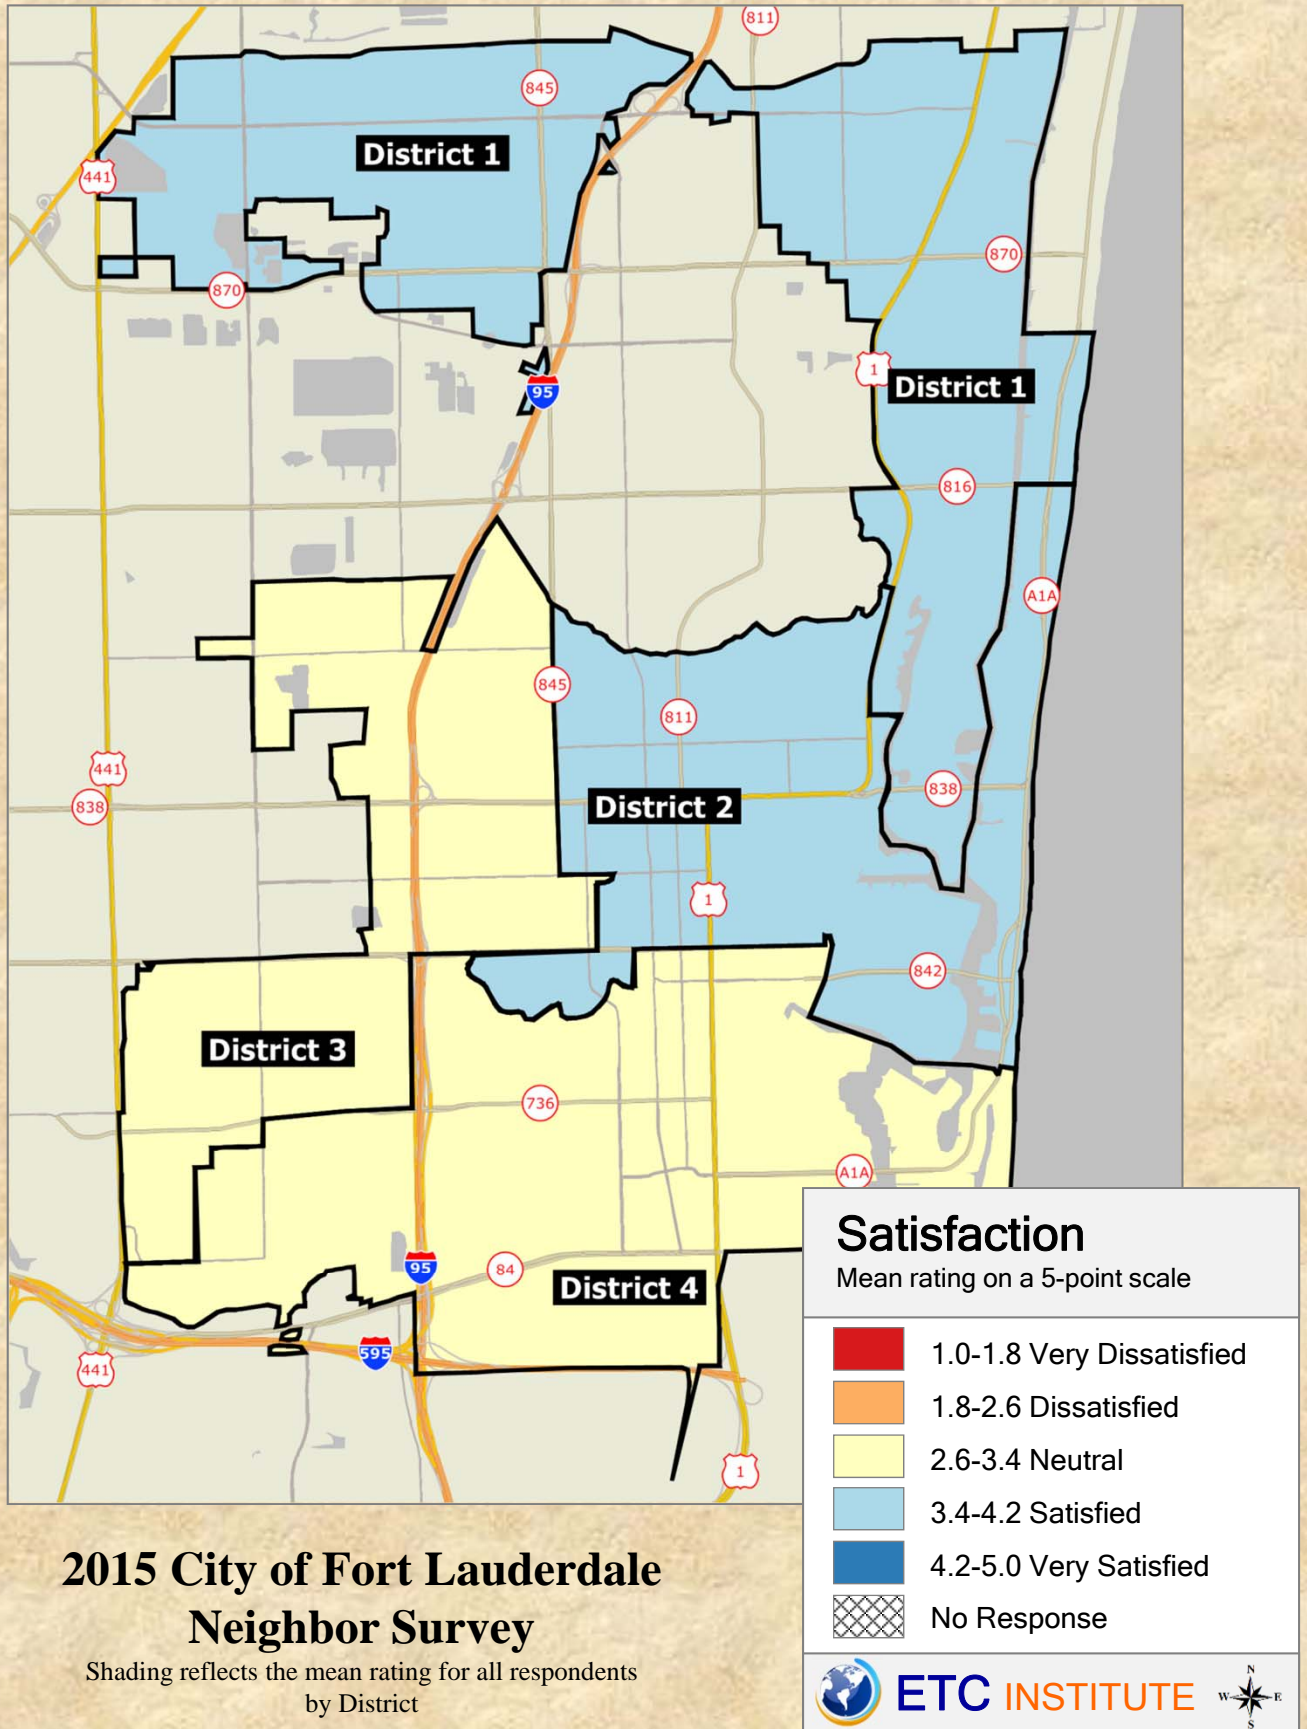 811
845
District 1
441
870
870
95
1
District 1
816
A1A
845
811
441
838
District 2
838
1
842
District 3
736
A1A
95
84
District 4
595
441
1
Satisfaction
Mean rating on a 5-point scale
1.0-1.8 Very Dissatisfied
1.8-2.6 Dissatisfied
2.6-3.4 Neutral
3.4-4.2 Satisfied
4.2-5.0 Very Satisfied
No Response
2015 City of Fort Lauderdale
Neighbor Survey
Shading reflects the mean rating for all respondents
by District
ETC INSTITUTE
N
W E
S